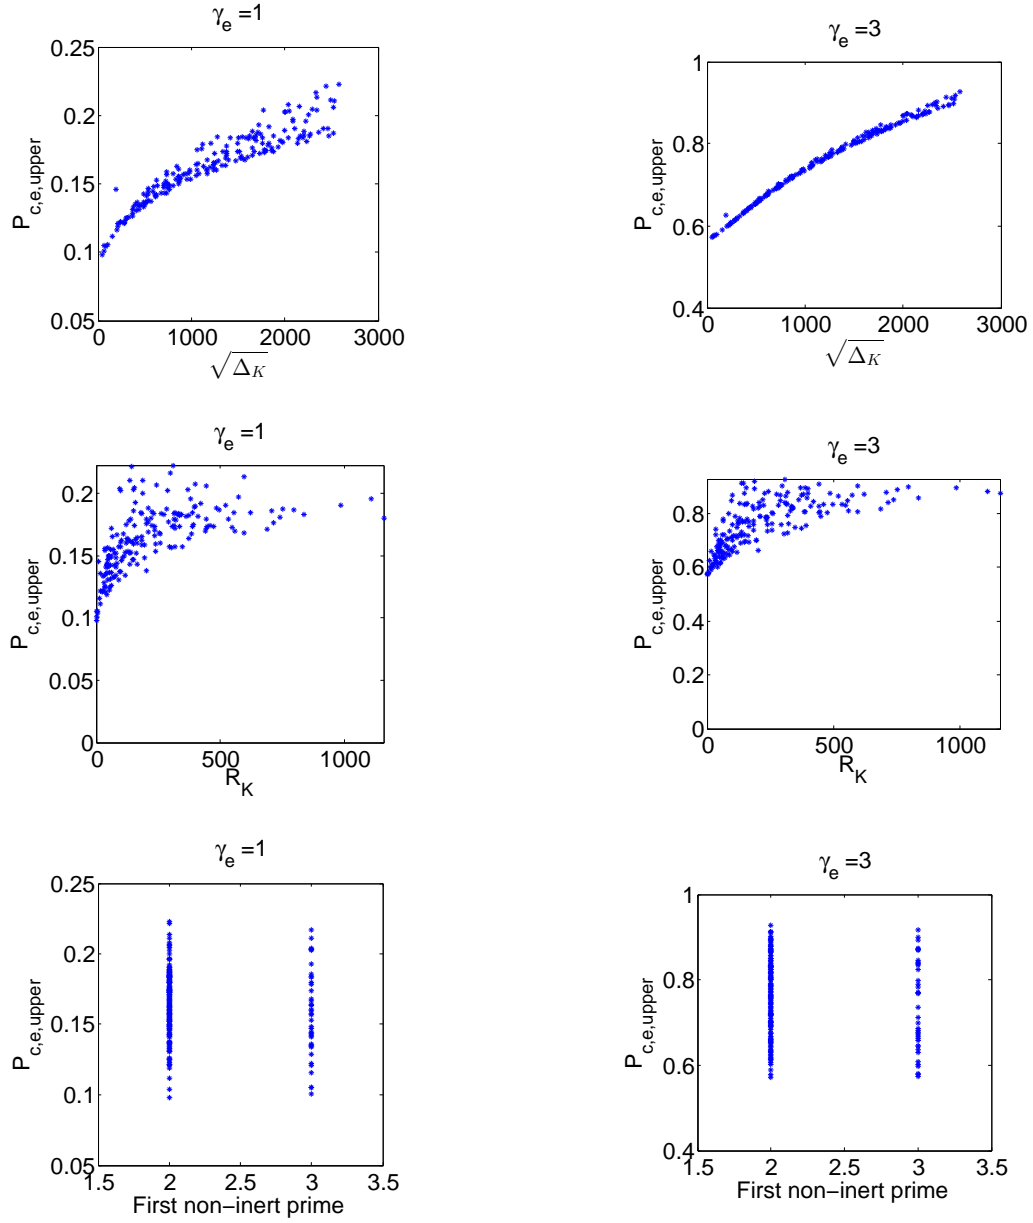 γe =1
0.25
0.2
0.15
0.1
0.05
Pc,e,upper
0 1000 2000 3000
√ΔK
γe =3
1
0.8
0.6
0.4
Pc,e,upper
0 1000 2000 3000
√ΔK
γe =1
0.2
0.15
0.1
0.05
0
Pc,e,upper
0 500 1000
RK
γe =3
0.8
0.6
0.4
0.2
0
Pc,e,upper
0 500 1000
RK
γe =1
0.25
0.2
0.15
0.1
0.05
Pc,e,upper
1.5 2 2.5 3 3.5
First non−inert prime
γe =3
1
0.8
0.6
0.4
Pc,e,upper
1.5 2 2.5 3 3.5
First non−inert prime